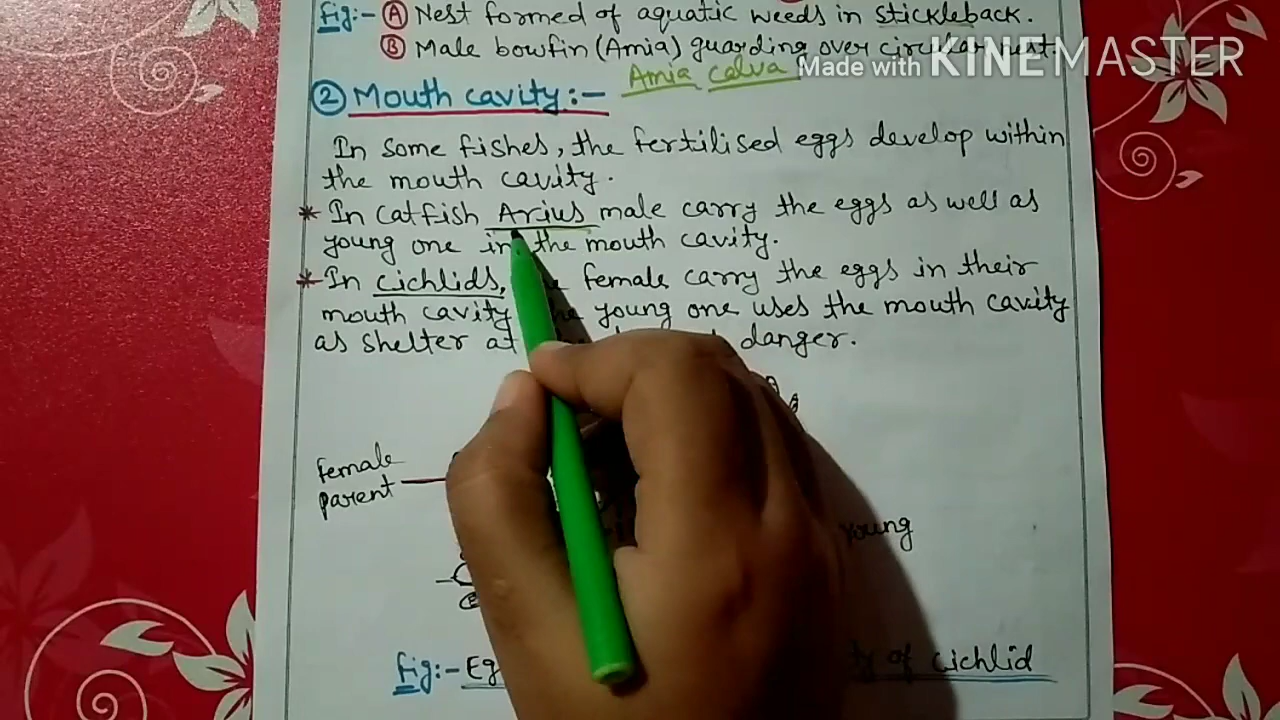 Fig:- Ⓐ Nest formed of aquatic weeds in stickleback.
Ⓑ Male bowfin (Amia) guarding over circular nest.
Amia calva
Made with KINEMASTER
② Mouth cavity:-
In some fishes, the fertilised eggs develop within
the mouth cavity.
* In catfish Arius male carry the eggs as well as
young one in the mouth cavity.
* In cichlids, female carry the eggs in their
mouth cavity young one uses the mouth cavity
as shelter at danger.
Female
parent
Young
Fig:- of cichlid